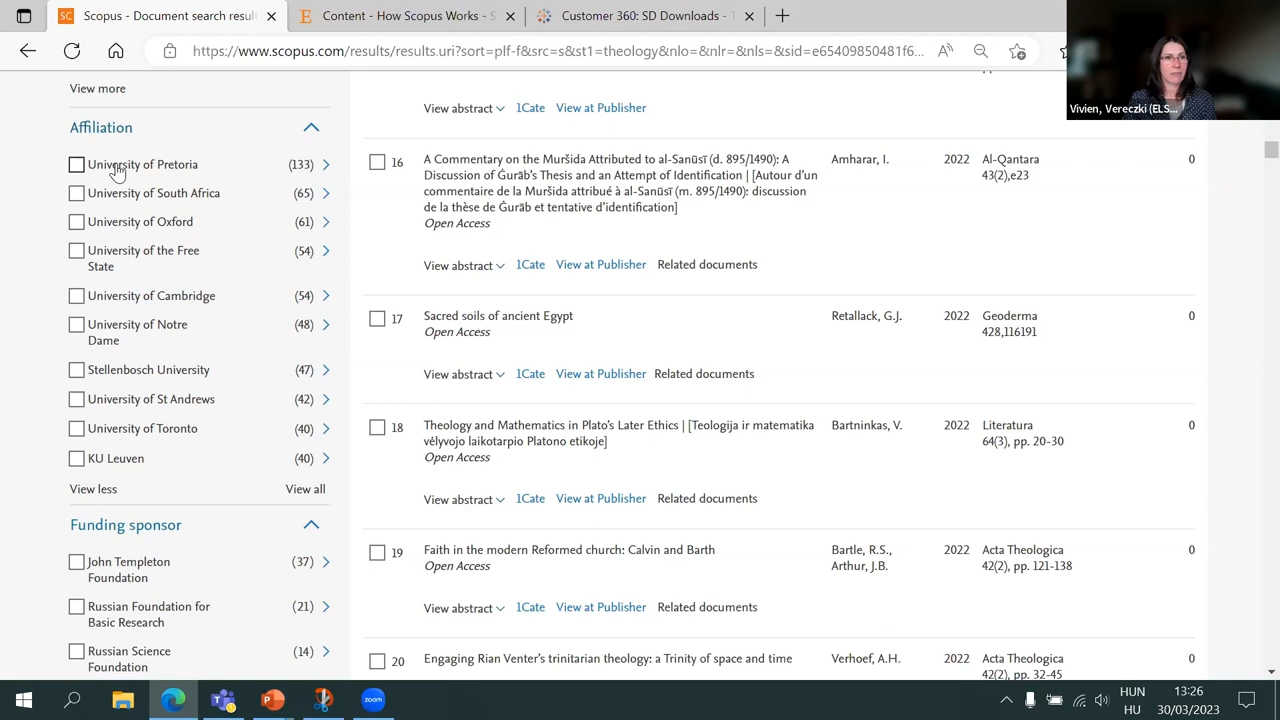 Scopus - Document search resul
Content - How Scopus Works - S
Customer 360: SD Downloads - T
https://www.scopus.com/results/results.uri?sort=plf-f&src=s&st1=theology&nlo=&nlr=&nls=&sid=e65409850481f6...
Vivien, Vereczki (ELS...
View more
Affiliation
University of Pretoria (133)
University of South Africa (65)
University of Oxford (61)
University of the Free
State (54)
University of Cambridge (54)
University of Notre
Dame (48)
Stellenbosch University (47)
University of St Andrews (42)
University of Toronto (40)
KU Leuven (40)
View less View all
Funding sponsor
John Templeton
Foundation (37)
Russian Foundation for
Basic Research (21)
Russian Science
Foundation (14)
View abstract 1Cate View at Publisher
16 A Commentary on the Muršida Attributed to al-Sanūsī (d. 895/1490): A Amharar, I. 2022 Al-Qantara 0
Discussion of Ġurāb's Thesis and an Attempt of Identification | [Autour d'un 43(2),e23
commentaire de la Muršida attribué à al-Sanūsī (m. 895/1490): discussion
de la thèse de Ġurāb et tentative d'identification]
Open Access
View abstract 1Cate View at Publisher Related documents
17 Sacred soils of ancient Egypt Retallack, G.J. 2022 Geoderma 0
Open Access 428,116191
View abstract 1Cate View at Publisher Related documents
18 Theology and Mathematics in Plato's Later Ethics | [Teologija ir matematika Bartninkas, V. 2022 Literatura 0
vėlyvojo laikotarpio Platono etikoje] 64(3), pp. 20-30
Open Access
View abstract 1Cate View at Publisher Related documents
19 Faith in the modern Reformed church: Calvin and Barth Bartle, R.S., 2022 Acta Theologica 0
Open Access Arthur, J.B. 42(2), pp. 121-138
View abstract 1Cate View at Publisher Related documents
20 Engaging Rian Venter's trinitarian theology: a Trinity of space and time Verhoef, A.H. 2022 Acta Theologica 0
42(2), pp. 32-45
HUN 13:26
HU 30/03/2023